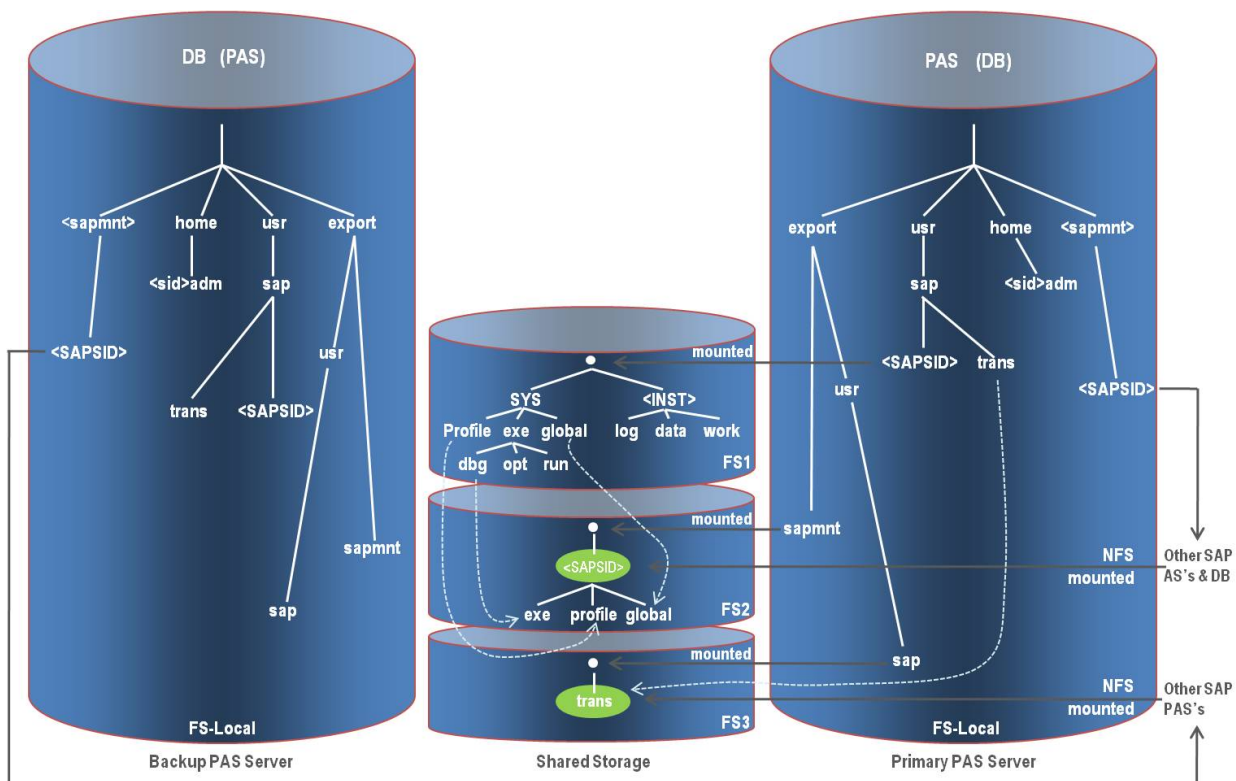 DB (PAS)
<sapmnt> home usr export
<sid>adm sap
<SAPSID> usr
trans <SAPSID>
sapmnt
sap
FS-Local
Backup PAS Server
mounted
SYS <INST>
Profile exe global log data work
dbg opt run FS1
mounted
<SAPSID>
exe profile global FS2
mounted
trans
FS3
Shared Storage
PAS (DB)
export usr home <sapmnt>
sap <sid>adm
<SAPSID> trans
usr <SAPSID>
sapmnt
sap
NFS
mounted
NFS
mounted
FS-Local
Primary PAS Server
Other SAP
AS's & DB
Other SAP
PAS's